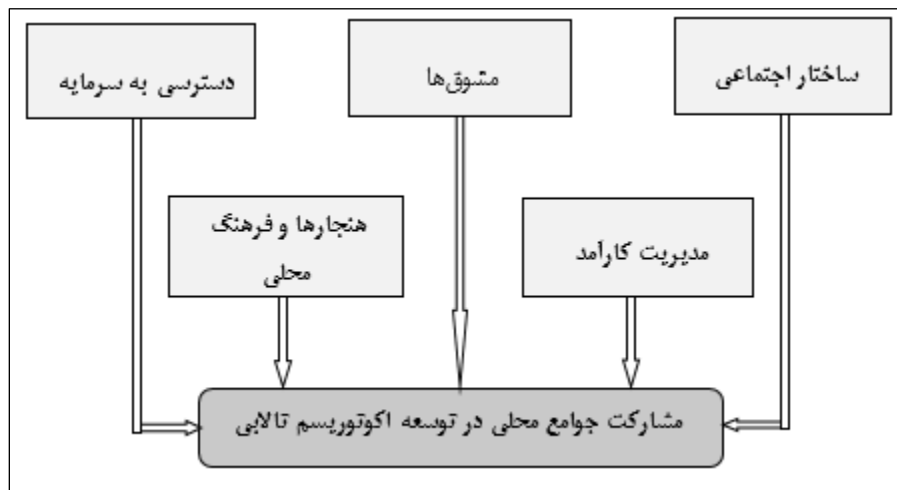 ساختار اجتماعی
مشوق‌ها
دسترسی به سرمایه
مدیریت کارآمد
هنجارها و فرهنگ
محلی
مشارکت جوامع محلی در توسعه اکوتوریسم تالابی